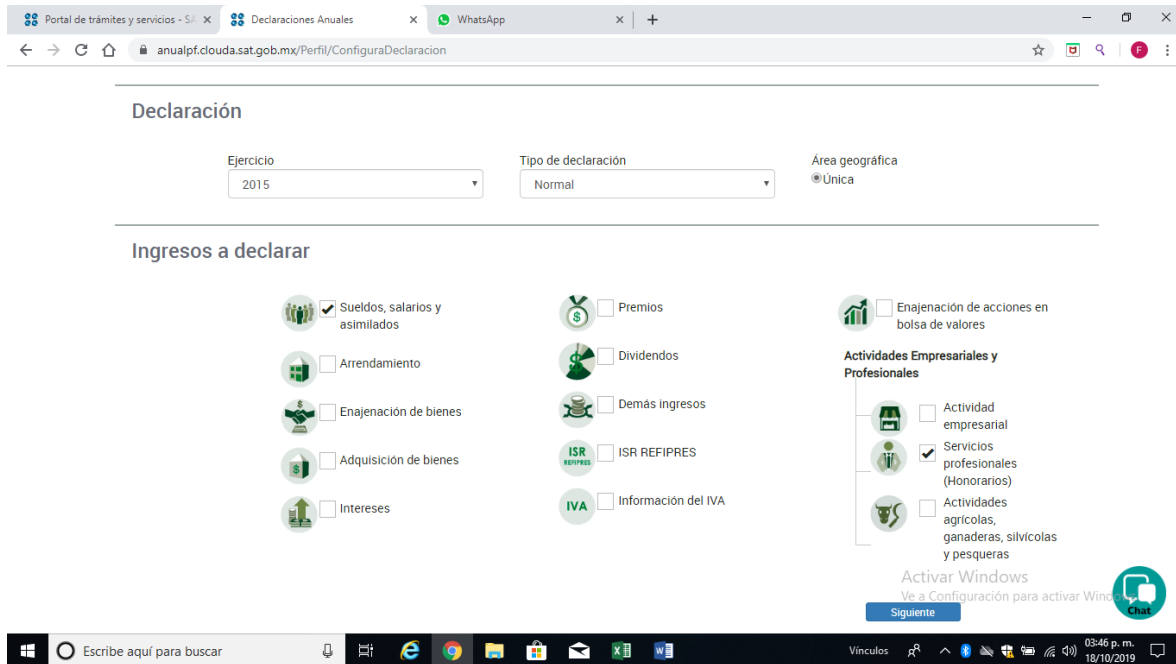 Portal de trámites y servicios - SA
Declaraciones Anuales
WhatsApp
anualpf.clouda.sat.gob.mx/Perfil/ConfiguraDeclaracion
F
Declaración
Ejercicio
Tipo de declaración
Área geográfica
2015
Normal
Única
Ingresos a declarar
Sueldos, salarios y
asimilados
Arrendamiento
Enajenación de bienes
Adquisición de bienes
Intereses
Premios
Dividendos
Demás ingresos
ISR
REFIPRES
ISR REFIPRES
IVA
Información del IVA
Enajenación de acciones en
bolsa de valores
Actividades Empresariales y
Profesionales
Actividad
empresarial
Servicios
profesionales
(Honorarios)
Actividades
agrícolas,
ganaderas, silvícolas
y pesqueras
Activar Windows
Ve a Configuración para activar
Siguiente
Chat
Escribe aquí para buscar
Vínculos
03:46 p. m.
18/10/2019